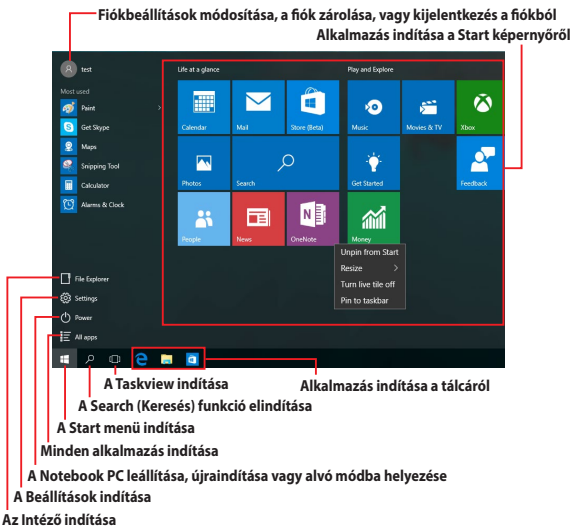 Fiókbeállítások módosítása, a fiók zárolása, vagy kijelentkezés a fiókból
Alkalmazás indítása a Start képernyőről
test
Life at a glance
Play and Explore
Most used
Paint
Get Skype
Maps
Snipping Tool
Calculator
Alarms & Clock
Calendar
Mail
Store (Beta)
Music
Movies & TV
Xbox
Photos
Search
Get Started
Feedback
People
News
OneNote
Money
Unpin from Start
Resize
Turn live tile off
Pin to taskbar
File Explorer
Settings
Power
All apps
A Taskview indítása
Alkalmazás indítása a tálcáról
A Search (Keresés) funkció elindítása
A Start menü indítása
Minden alkalmazás indítása
A Notebook PC leállítása, újraindítása vagy alvó módba helyezése
A Beállítások indítása
Az Intéző indítása